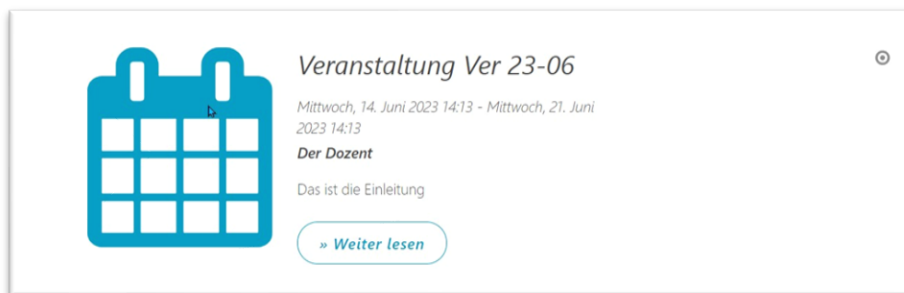 Veranstaltung Ver 23-06
Mittwoch, 14. Juni 2023 14:13 - Mittwoch, 21. Juni
2023 14:13
Der Dozent
Das ist die Einleitung
» Weiter lesen